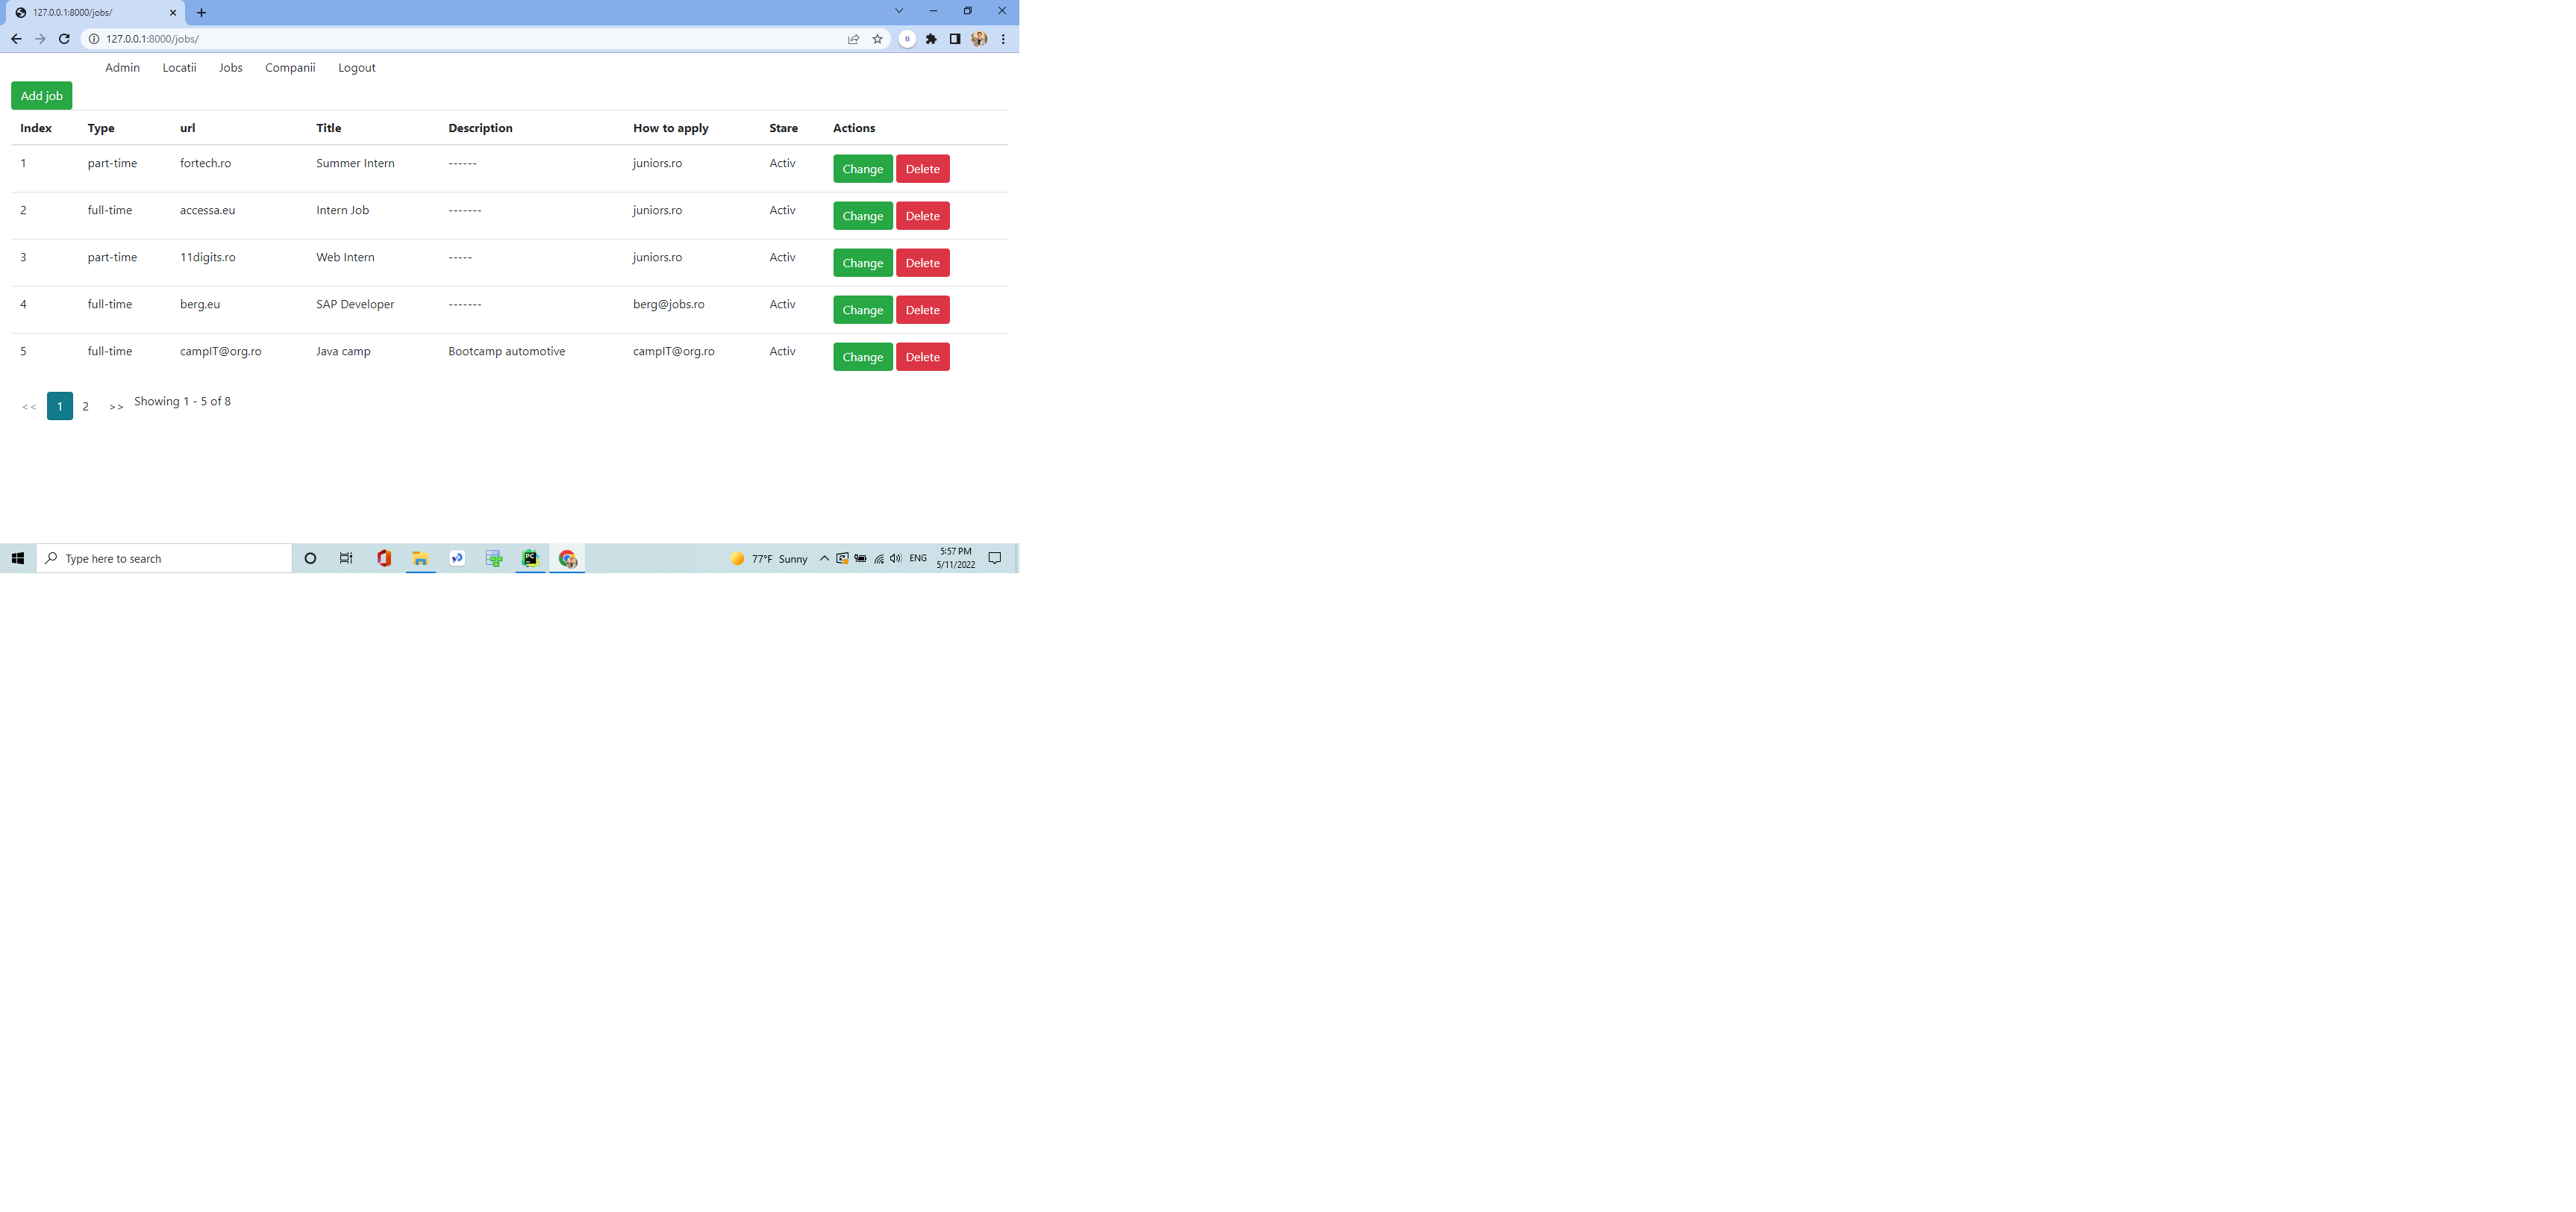 127.0.0.1:8000/jobs/
127.0.0.1:8000/jobs/
Admin Locatii Jobs Companii Logout
Add job
Index Type url Title Description How to apply Stare Actions
1 part-time fortech.ro Summer Intern ------ juniors.ro Activ Change Delete
2 full-time accessa.eu Intern Job ------- juniors.ro Activ Change Delete
3 part-time 11digits.ro Web Intern ----- juniors.ro Activ Change Delete
4 full-time berg.eu SAP Developer ------- berg@jobs.ro Activ Change Delete
5 full-time campIT@org.ro Java camp Bootcamp automotive campIT@org.ro Activ Change Delete
<< 1 2 >> Showing 1 - 5 of 8
Type here to search
PC
77°F Sunny
ENG
5:57 PM
5/11/2022